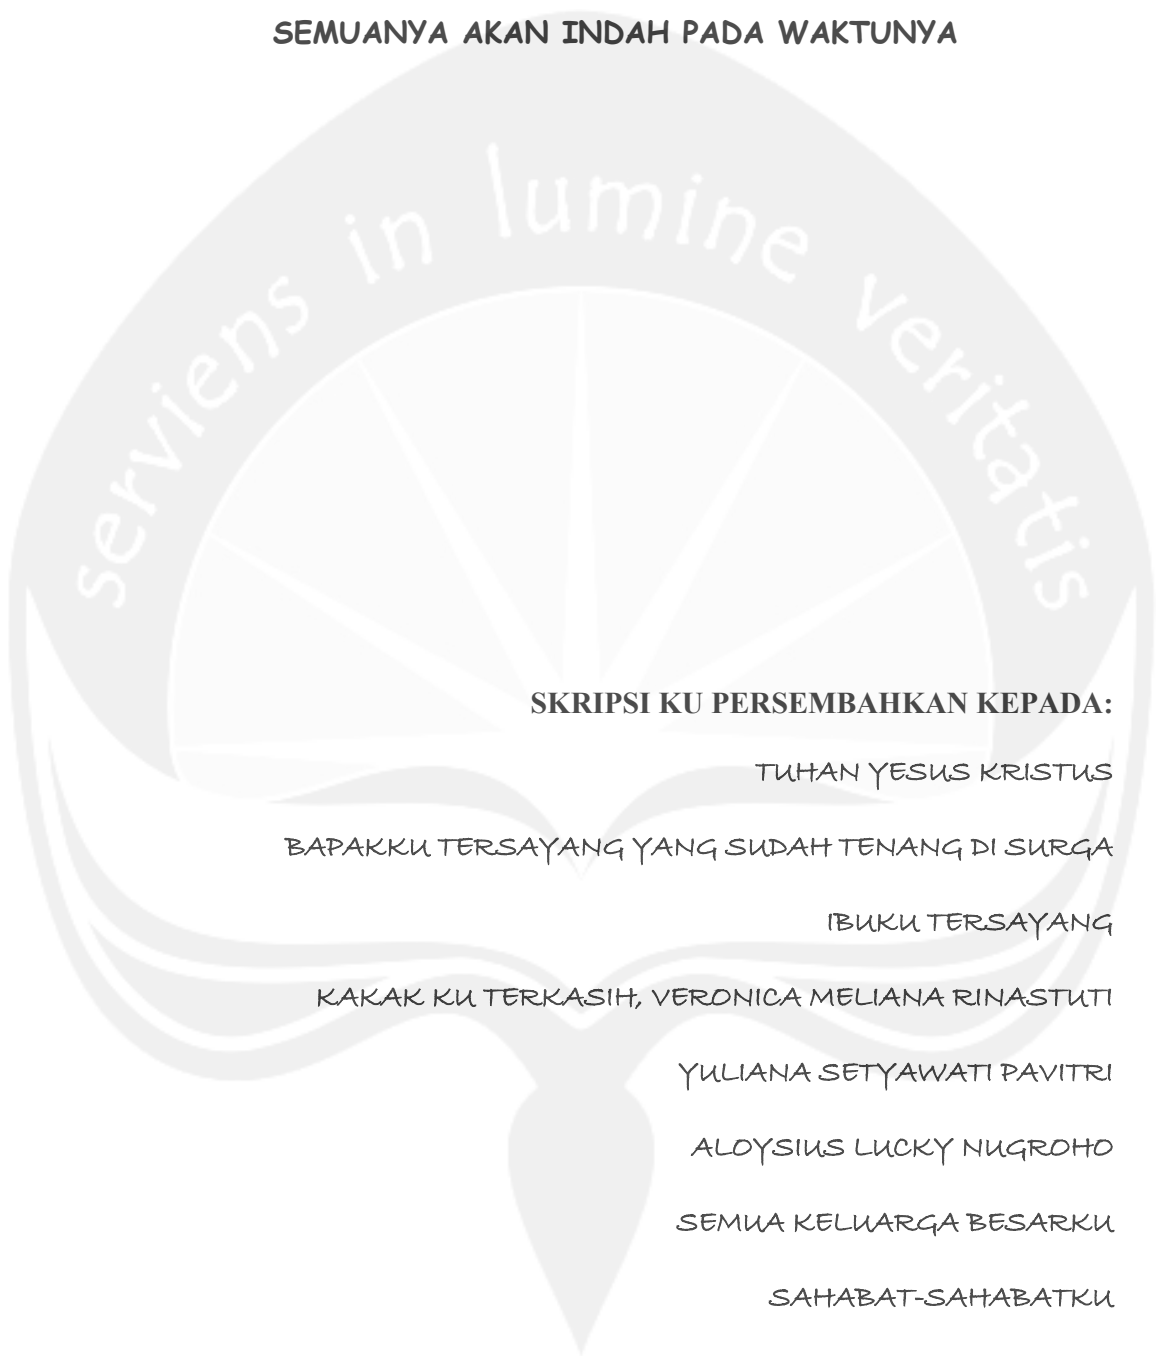 SEMUANYA AKAN INDAH PADA WAKTUNYA
serviens in lumine veritatis
SKRIPSI KU PERSEMBAHKAN KEPADA:
TUHAN YESUS KRISTUS
BAPAKKU TERSAYANG YANG SUDAH TENANG DI SURGA
IBUKU TERSAYANG
KAKAK KU TERKASIH, VERONICA MELIANA RINASTUTI
YULIANA SETYAWATI PAVITRI
ALOYSIUS LUCKY NUGROHO
SEMUA KELUARGA BESARKU
SAHABAT-SAHABATKU